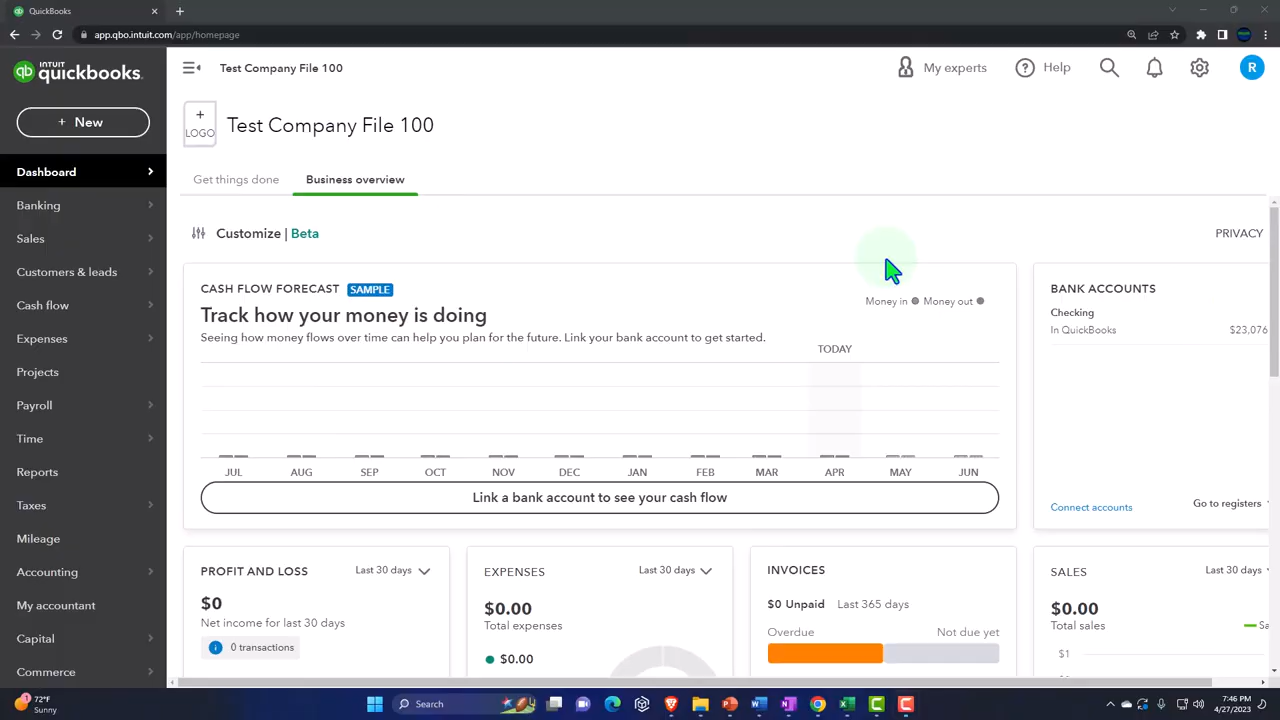 QuickBooks
app.qbo.intuit.com/app/homepage
INTUIT
quickbooks.
Test Company File 100
My experts
Help
R
+ New
+
LOGO
Test Company File 100
Dashboard
Banking
Sales
Customers & leads
Cash flow
Expenses
Projects
Payroll
Time
Reports
Taxes
Mileage
Accounting
My accountant
Capital
Commerce
Get things done
Business overview
Customize | Beta
PRIVACY
CASH FLOW FORECAST SAMPLE
Track how your money is doing
Seeing how money flows over time can help you plan for the future. Link your bank account to get started.
Money in Money out
TODAY
JUL AUG SEP OCT NOV DEC JAN FEB MAR APR MAY JUN
Link a bank account to see your cash flow
BANK ACCOUNTS
Checking
In QuickBooks $23,076
Connect accounts
Go to registers
PROFIT AND LOSS Last 30 days
$0
Net income for last 30 days
0 transactions
EXPENSES Last 30 days
$0.00
Total expenses
$0.00
INVOICES
$0 Unpaid Last 365 days
Overdue Not due yet
SALES Last 30 days
$0.00
Total sales
Sa
$1
72°F
Sunny
Search
7:46 PM
4/27/2023